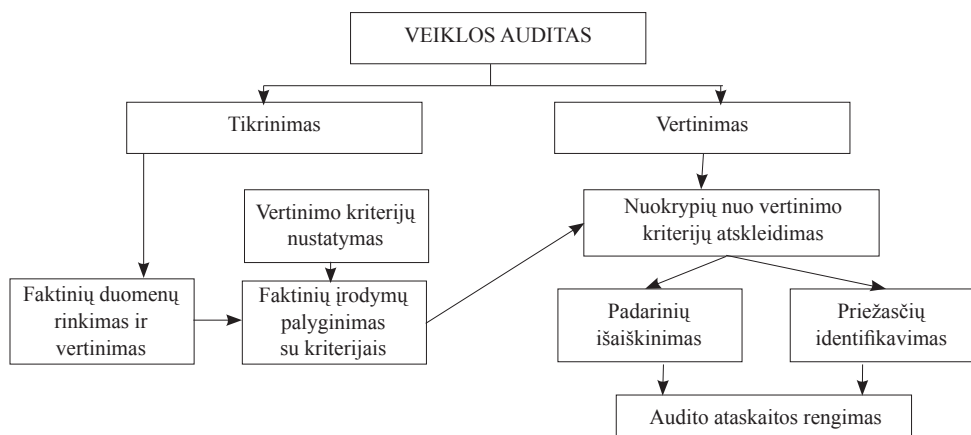 VEIKLOS AUDITAS
Tikrinimas
Vertinimas
Vertinimo kriterijų
nustatymas
Nuokrypių nuo vertinimo
kriterijų atskleidimas
Faktinių duomenų
rinkimas ir
vertinimas
Faktinių įrodymų
palyginimas
su kriterijais
Padarinių
išaiškinimas
Priežasčių
identifikavimas
Audito ataskaitos rengimas